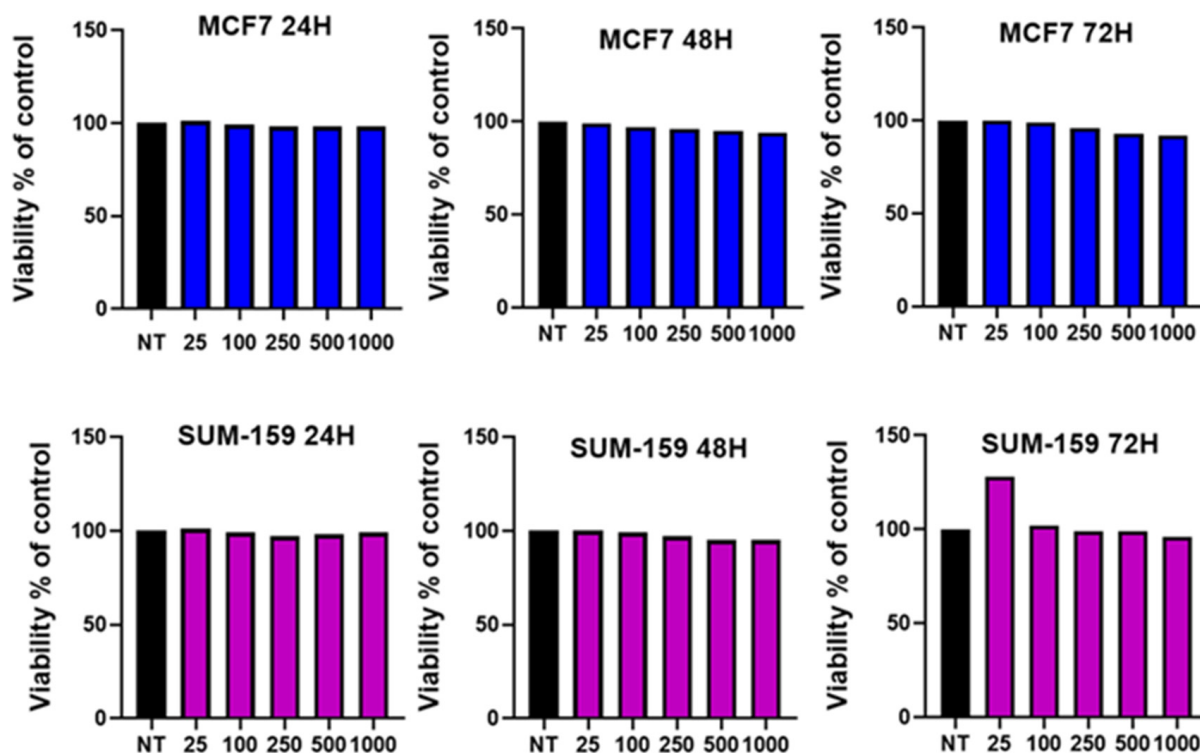 MCF7 24H
Viability % of control
150
100
50
0
NT 25 100 250 500 1000
MCF7 48H
Viability % of control
150
100
50
0
NT 25 100 250 500 1000
MCF7 72H
Viability % of control
150
100
50
0
NT 25 100 250 500 1000
SUM-159 24H
Viability % of control
150
100
50
0
NT 25 100 250 500 1000
SUM-159 48H
Viability % of control
150
100
50
0
NT 25 100 250 500 1000
SUM-159 72H
Viability % of control
150
100
50
0
NT 25 100 250 500 1000